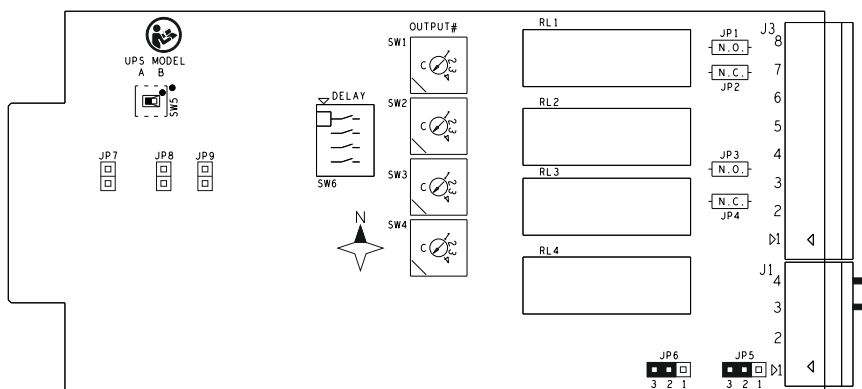 OUTPUT#
UPS MODEL
A B
SW5
JP7
JP8
JP9
DELAY
SW6
N
SW1
C
2 3
SW2
C
2 3
SW3
C
2 3
SW4
C
2 3
RL1
RL2
RL3
RL4
JP1
N.O.
N.C.
JP2
JP3
N.O.
N.C.
JP4
J3
8
7
6
5
4
3
2
1
J1
4
3
2
1
JP6
3 2 1
JP5
3 2 1